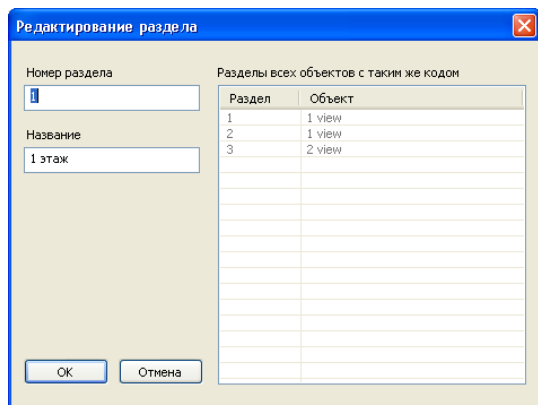 Редактирование раздела
Номер раздела
1
Название
1 этаж
Разделы всех объектов с таким же кодом
Раздел Объект
1 1 view
2 1 view
3 2 view
OK Отмена